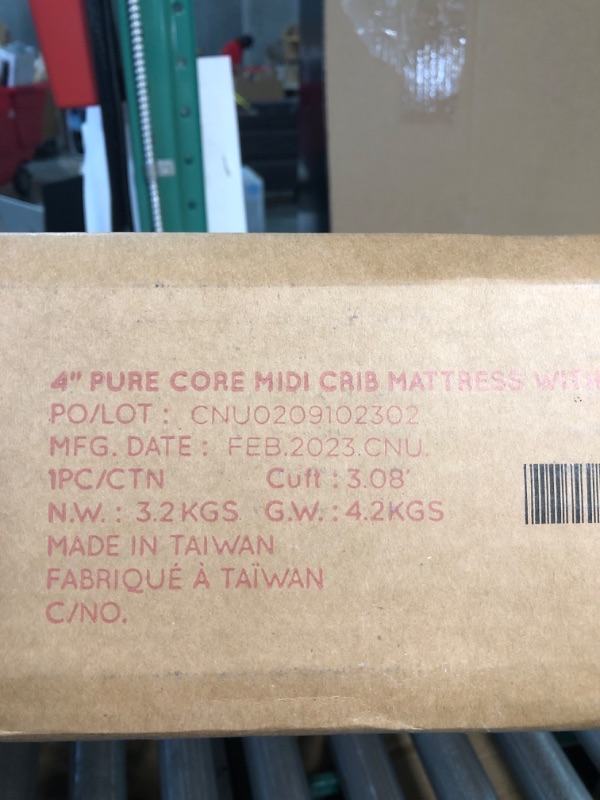 4" PURE CORE MIDI CRIB MATTRESS WITH
PO/LOT : CNU0209102302
MFG. DATE : FEB.2023.CNU.
1PC/CTN Cuft : 3.08'
N.W. : 3.2KGS G.W. : 4.2KGS
MADE IN TAIWAN
FABRIQUÉ À TAÏWAN
C/NO.